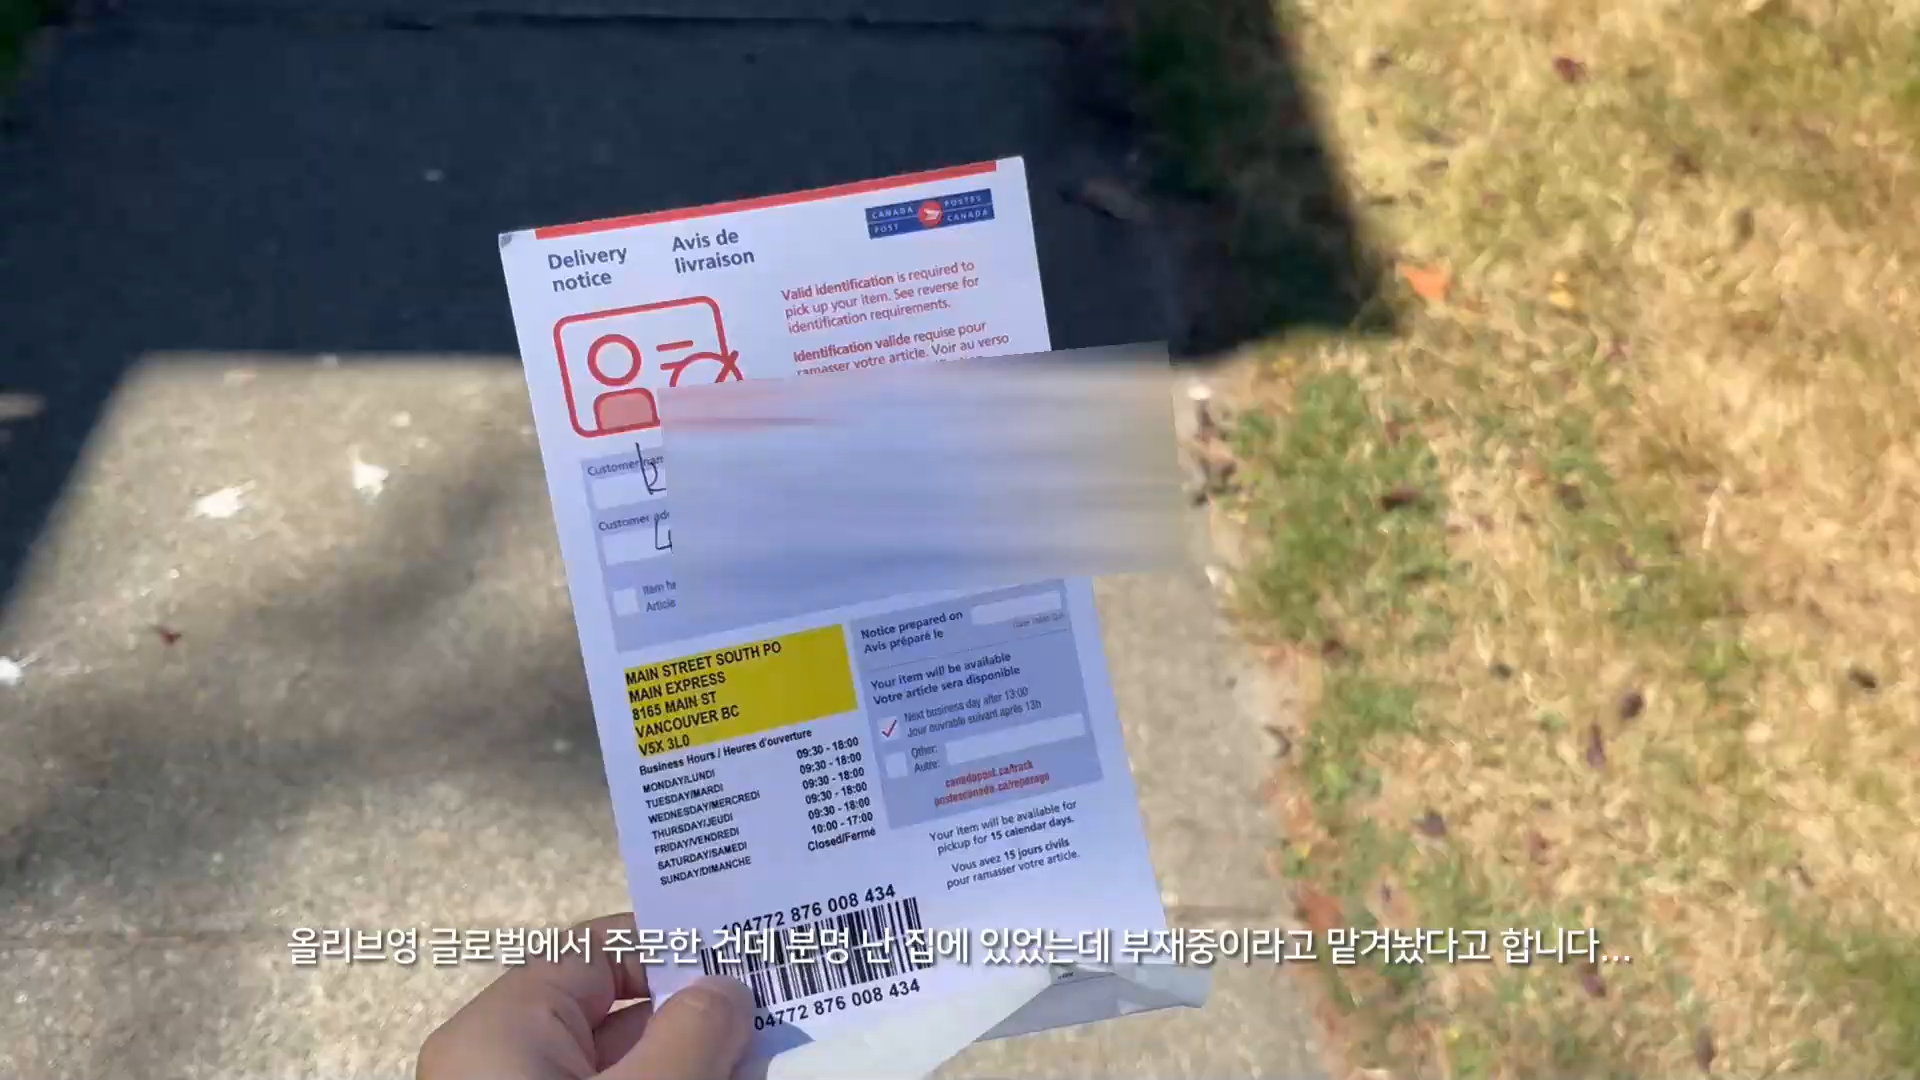 Delivery
notice
Avis de
livraison
CANADA POSTES
POST CANADA
Valid identification is required to
pick up your item. See reverse for
identification requirements.
Identification valide requise pour
ramasser votre article. Voir au verso
Customer
Customer
Item
Article
MAIN STREET SOUTH PO
MAIN EXPRESS
8165 MAIN ST
VANCOUVER BC
V5X 3L0
Business Hours / Heures d'ouverture
MONDAY/LUNDI 09:30 - 18:00
TUESDAY/MARDI 09:30 - 18:00
WEDNESDAY/MERCREDI 09:30 - 18:00
THURSDAY/JEUDI 09:30 - 18:00
FRIDAY/VENDREDI 09:30 - 18:00
SATURDAY/SAMEDI 10:00 - 17:00
SUNDAY/DIMANCHE Closed/Fermé
Notice prepared on
Avis préparé le
Your item will be available
Votre article sera disponible
Next business day after 13:00
Jour ouvrable suivant après 13h
Other:
Autre:
canadapost.ca/track
postescanada.ca/reperage
Your item will be available for
pickup for 15 calendar days.
Vous avez 15 jours civils
pour ramasser votre article.
104772 876 008 434
04772 876 008 434
올리브영 글로벌에서 주문한 건데 분명 난 집에 있었는데 부재중이라고 맡겨놨다고 합니다...